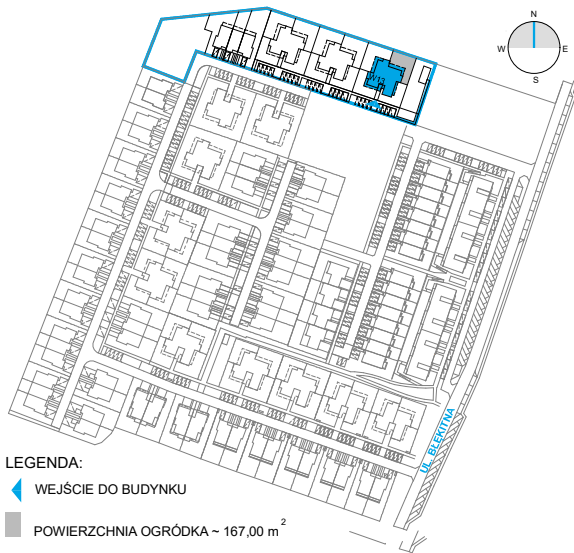 N
W E
S
UL. BŁĘKITNA
LEGENDA:
WEJŚCIE DO BUDYNKU
POWIERZCHNIA OGRÓDKA ~ 167,00 m²